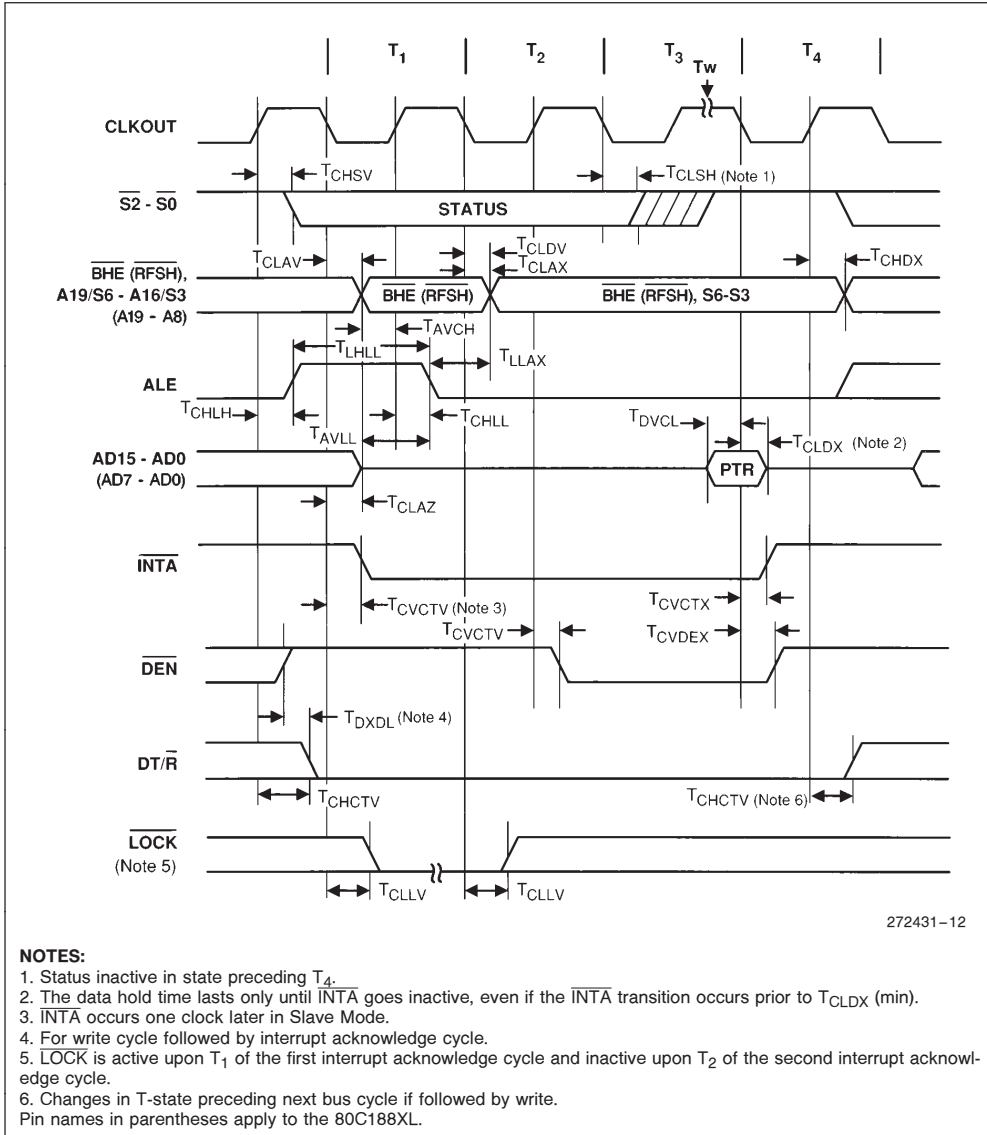 T1 T2 T3 T4
TW
CLKOUT
TCHSV
TCLSH (Note 1)
S2 - S0
STATUS
TCLDV
TCLAV
TCLAX
TCHDX
BHE (RFSH),
A19/S6 - A16/S3
(A19 - A8)
BHE (RFSH)
BHE (RFSH), S6-S3
TAVCH
TLHLL
TLLAX
ALE
TCHLH
TCHLL
TDVCL
TAVLL
TCLDX (Note 2)
AD15 - AD0
(AD7 - AD0)
PTR
TCLAZ
INTA
TCVCTV (Note 3)
TCVCTX
TCVCTV
TCVDEX
DEN
TDXDL (Note 4)
DT/R
TCHCTV
TCHCTV (Note 6)
LOCK
(Note 5)
TCLLV
TCLLV
272431–12
NOTES:
1. Status inactive in state preceding T4.
2. The data hold time lasts only until INTA goes inactive, even if the INTA transition occurs prior to TCLDX (min).
3. INTA occurs one clock later in Slave Mode.
4. For write cycle followed by interrupt acknowledge cycle.
5. LOCK is active upon T1 of the first interrupt acknowledge cycle and inactive upon T2 of the second interrupt acknowl-
edge cycle.
6. Changes in T-state preceding next bus cycle if followed by write.
Pin names in parentheses apply to the 80C188XL.